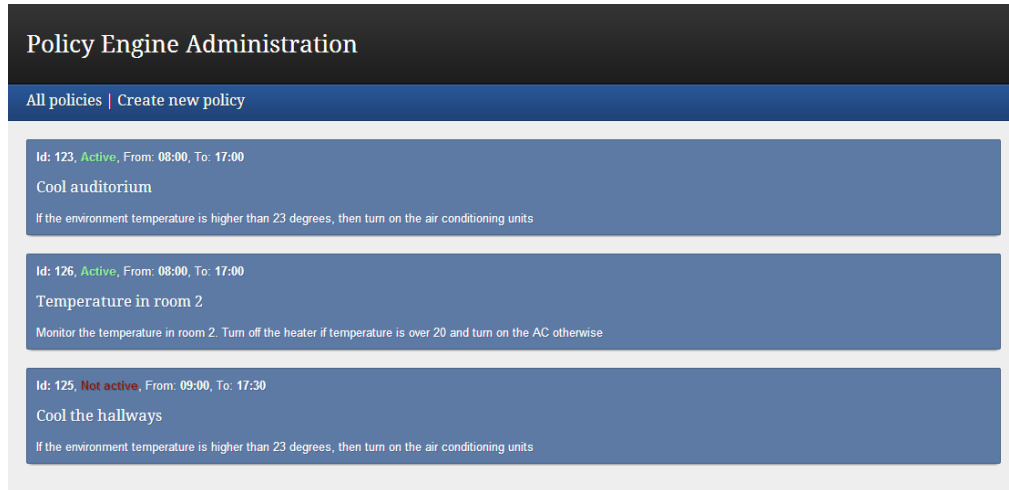 Policy Engine Administration
All policies | Create new policy
Id: 123, Active, From: 08:00, To: 17:00
Cool auditorium
If the environment temperature is higher than 23 degrees, then turn on the air conditioning units
Id: 126, Active, From: 08:00, To: 17:00
Temperature in room 2
Monitor the temperature in room 2. Turn off the heater if temperature is over 20 and turn on the AC otherwise
Id: 125, Not active, From: 09:00, To: 17:30
Cool the hallways
If the environment temperature is higher than 23 degrees, then turn on the air conditioning units